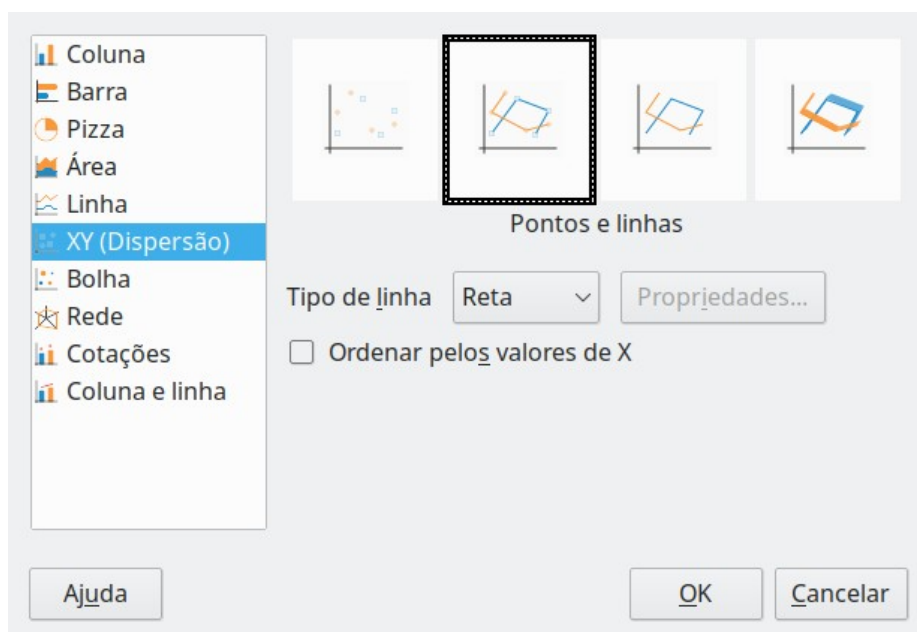 Coluna
Barra
Pizza
Área
Linha
XY (Dispersão)
Bolha
Rede
Cotações
Coluna e linha
Pontos e linhas
Tipo de linha Reta Propriedades...
Ordenar pelos valores de X
Ajuda OK Cancelar